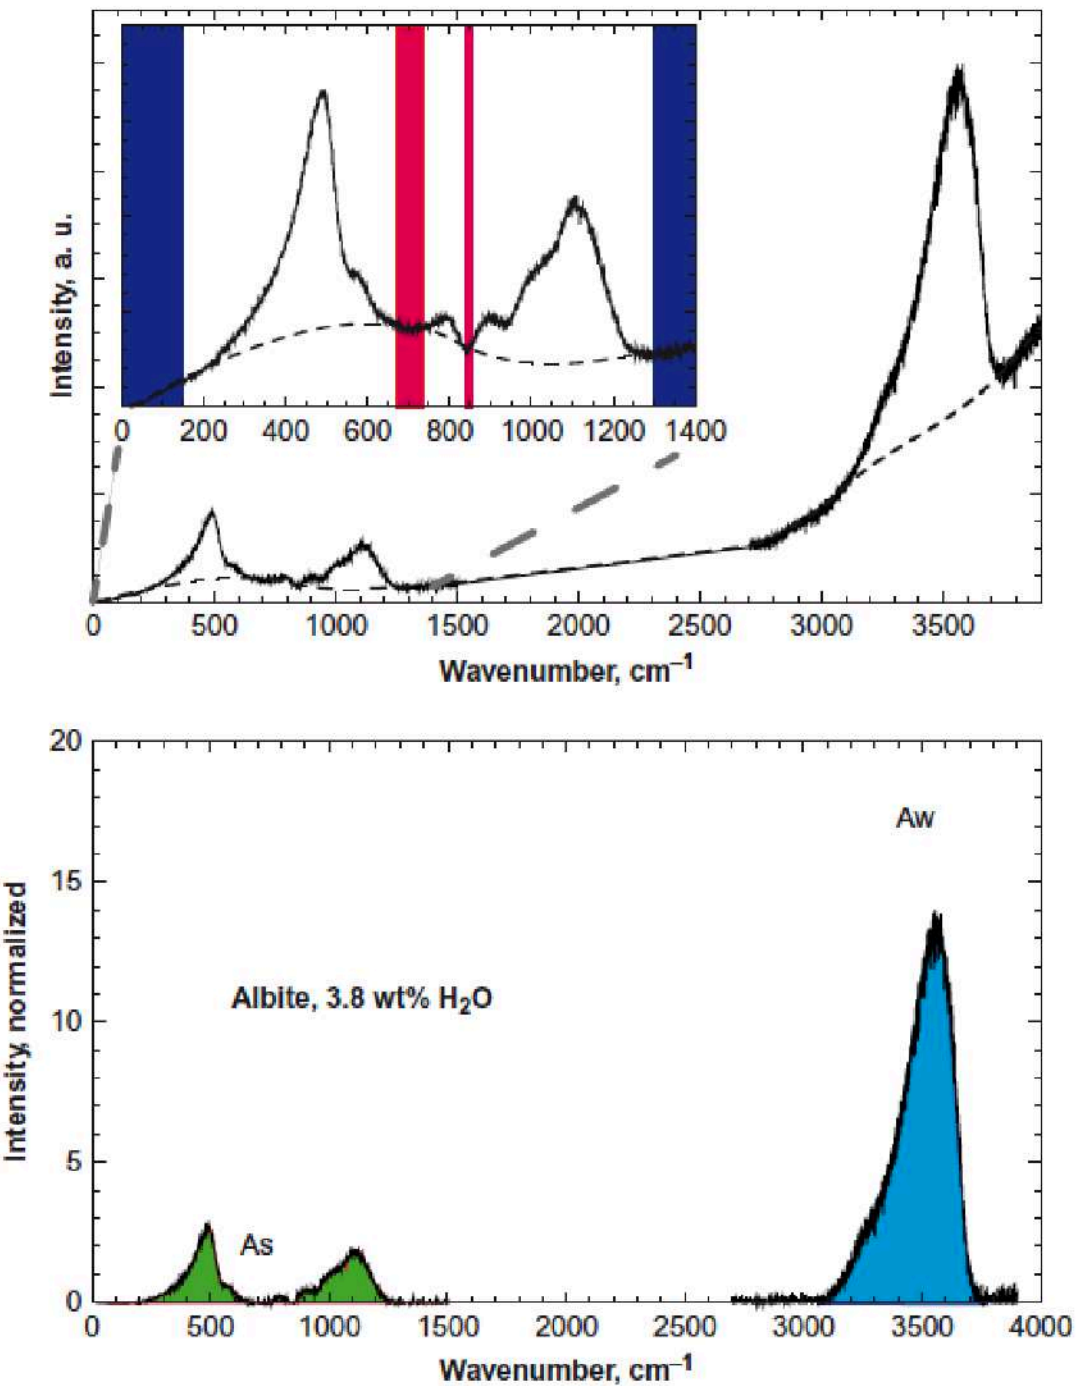 Intensity, a. u.
0 200 400 600 800 1000 1200 1400
0 500 1000 1500 2000 2500 3000 3500
Wavenumber, cm–1
20
Aw
15
Intensity, normalized
Albite, 3.8 wt% H2O
10
5
As
0
0 500 1000 1500 2000 2500 3000 3500 4000
Wavenumber, cm–1